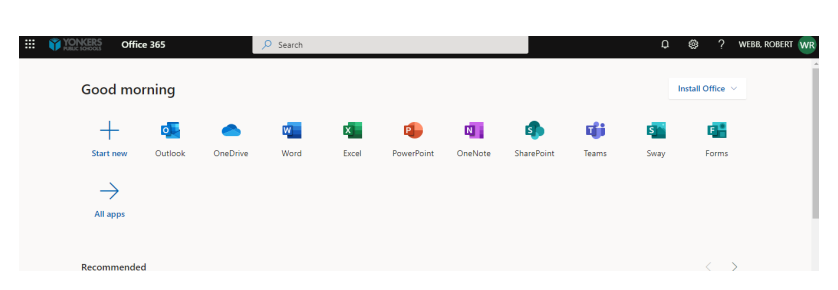 YONKERS
PUBLIC SCHOOLS
Office 365
Search
?
WEBB, ROBERT
WR
Good morning
Install Office
Start new
Outlook
OneDrive
Word
Excel
PowerPoint
OneNote
SharePoint
Teams
Sway
Forms
All apps
Recommended